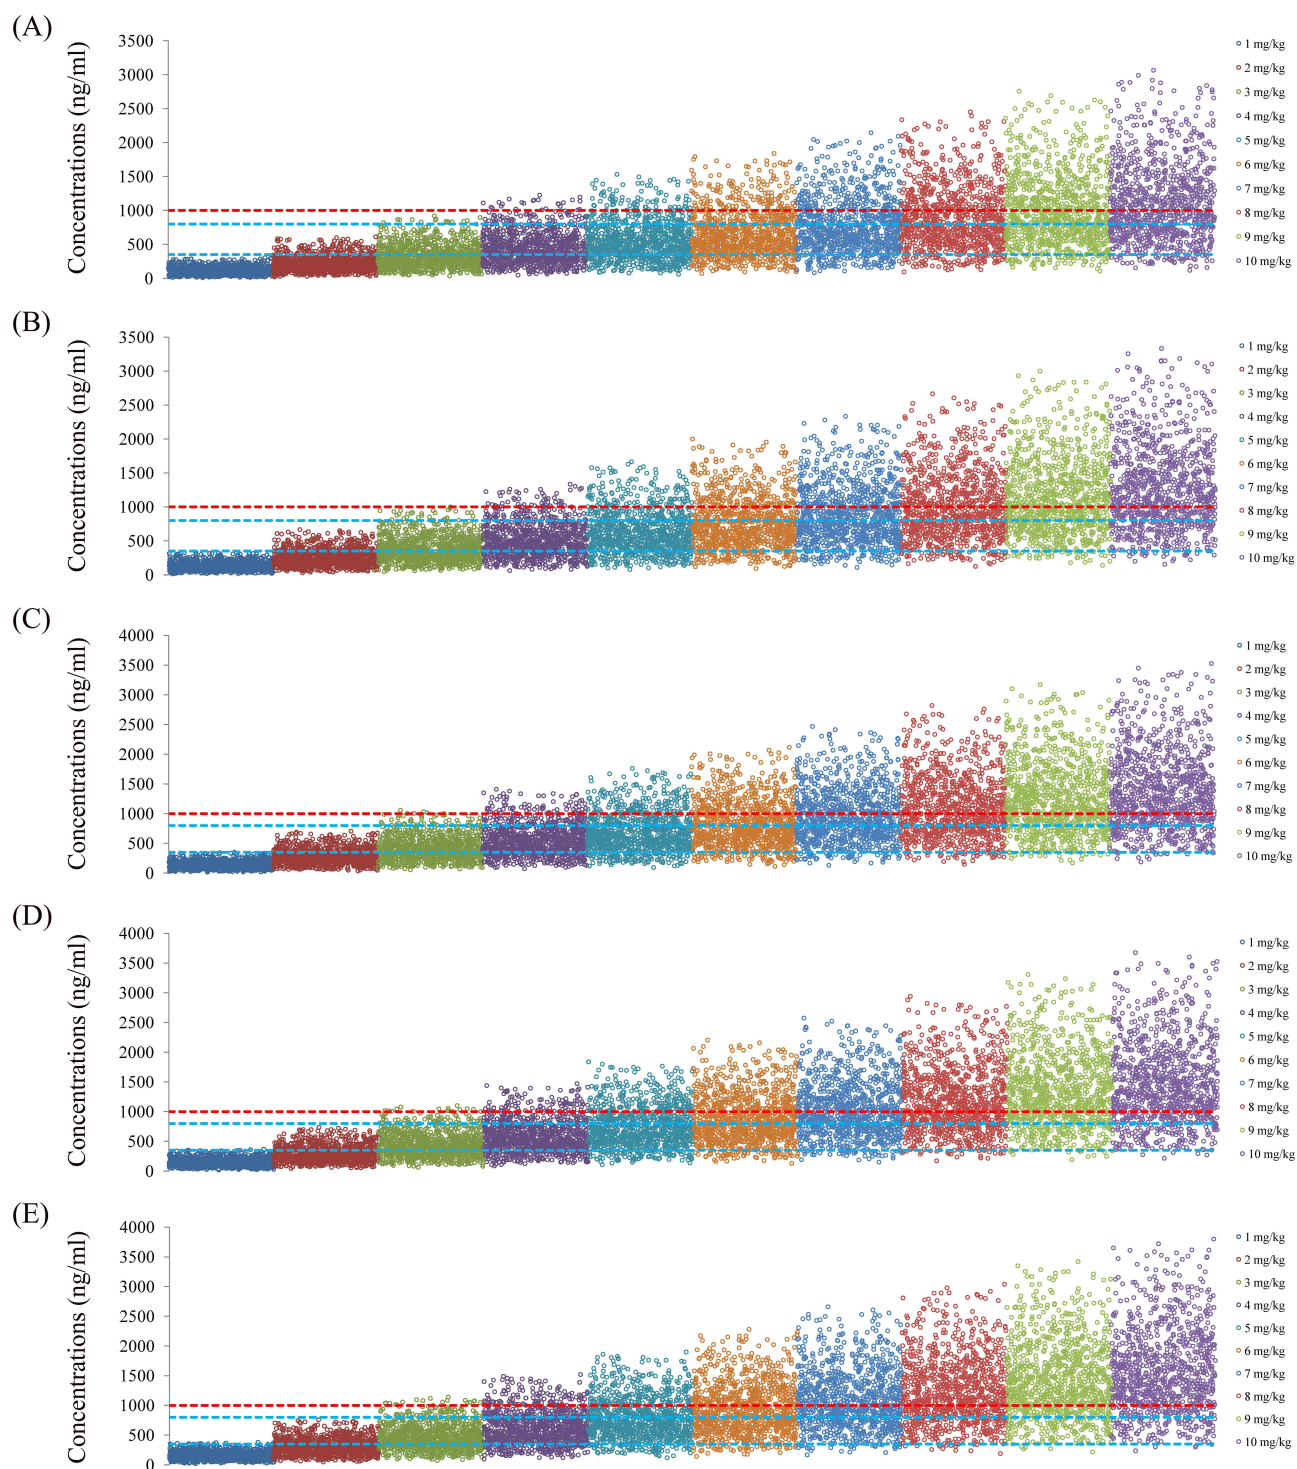 (A)
Concentrations (ng/ml)
3500
3000
2500
2000
1500
1000
500
0
1 mg/kg
2 mg/kg
3 mg/kg
4 mg/kg
5 mg/kg
6 mg/kg
7 mg/kg
8 mg/kg
9 mg/kg
10 mg/kg
(B)
Concentrations (ng/ml)
3500
3000
2500
2000
1500
1000
500
0
1 mg/kg
2 mg/kg
3 mg/kg
4 mg/kg
5 mg/kg
6 mg/kg
7 mg/kg
8 mg/kg
9 mg/kg
10 mg/kg
(C)
Concentrations (ng/ml)
4000
3500
3000
2500
2000
1500
1000
500
0
1 mg/kg
2 mg/kg
3 mg/kg
4 mg/kg
5 mg/kg
6 mg/kg
7 mg/kg
8 mg/kg
9 mg/kg
10 mg/kg
(D)
Concentrations (ng/ml)
4000
3500
3000
2500
2000
1500
1000
500
0
1 mg/kg
2 mg/kg
3 mg/kg
4 mg/kg
5 mg/kg
6 mg/kg
7 mg/kg
8 mg/kg
9 mg/kg
10 mg/kg
(E)
Concentrations (ng/ml)
4000
3500
3000
2500
2000
1500
1000
500
0
1 mg/kg
2 mg/kg
3 mg/kg
4 mg/kg
5 mg/kg
6 mg/kg
7 mg/kg
8 mg/kg
9 mg/kg
10 mg/kg